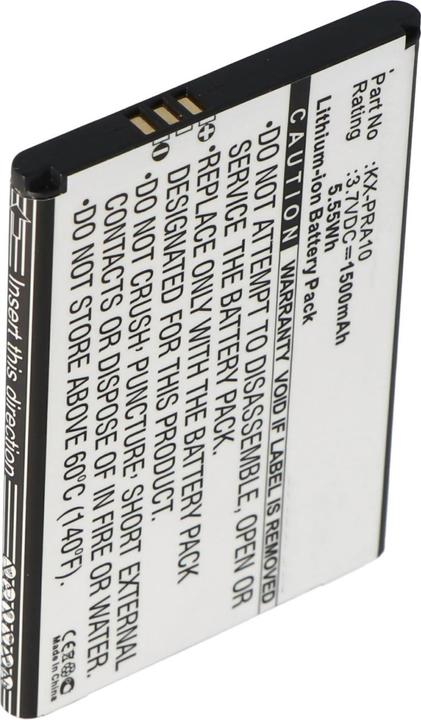 Part No :KX-PRA10
Rating :3.7VDC⎓1500mAh
5.55Wh
Lithium-ion Battery Pack
CAUTION WARRANTY VOID IF LABEL IS REMOVED
•DO NOT ATTEMPT TO DISASSEMBLE, OPEN OR
SERVICE BATTERY PACK.
•REPLACE ONLY WITH THE BATTERY PACK
DESIGNATED FOR THIS PRODUCT.
•DO NOT CRUSH, PUNCTURE, SHORT EXTERNAL
CONTACTS OR DISPOSE OF IN FIRE OR WATER.
•DO NOT EXPOSE ABOVE 60°C (140°F).
CE
Made in China
Insert this direction